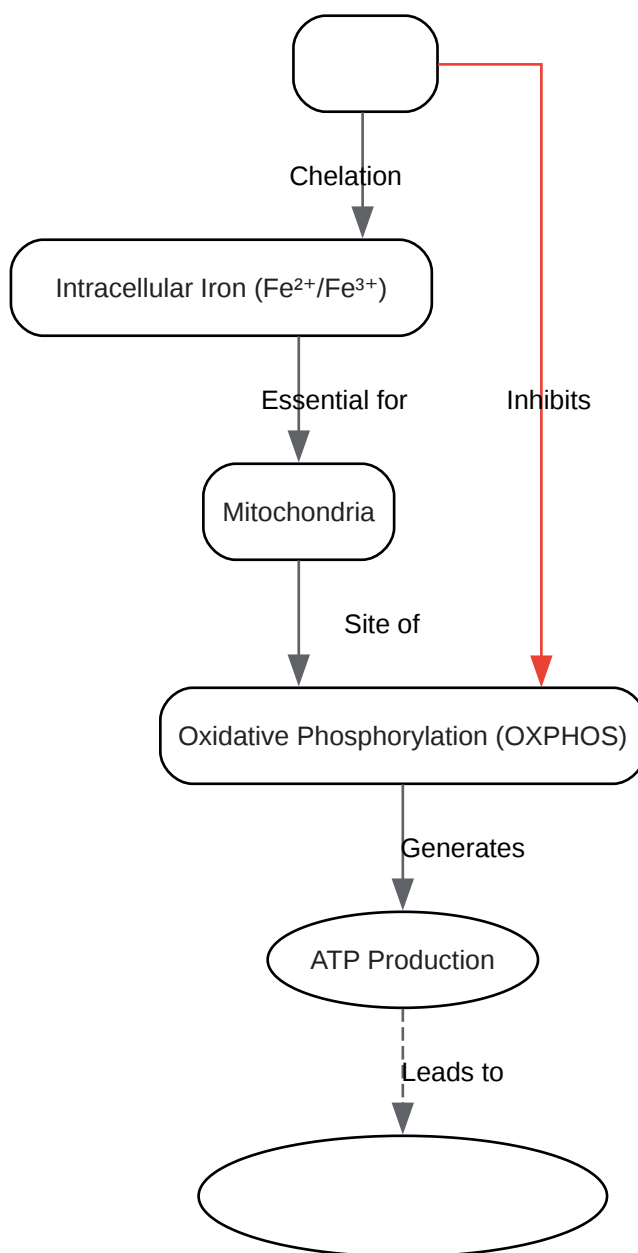 Chelation
Intracellular Iron (Fe²⁺/Fe³⁺)
Essential for
Inhibits
Mitochondria
Site of
Oxidative Phosphorylation (OXPHOS)
Generates
ATP Production
Leads to